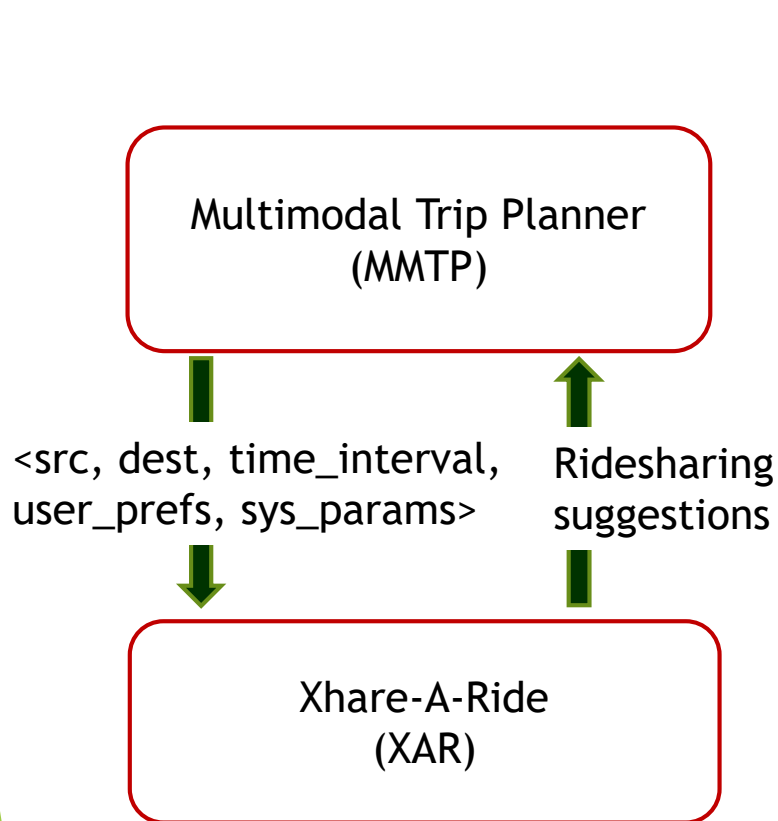 Multimodal Trip Planner
(MMTP)
<src, dest, time_interval,
user_prefs, sys_params>
Ridesharing
suggestions
Xhare-A-Ride
(XAR)